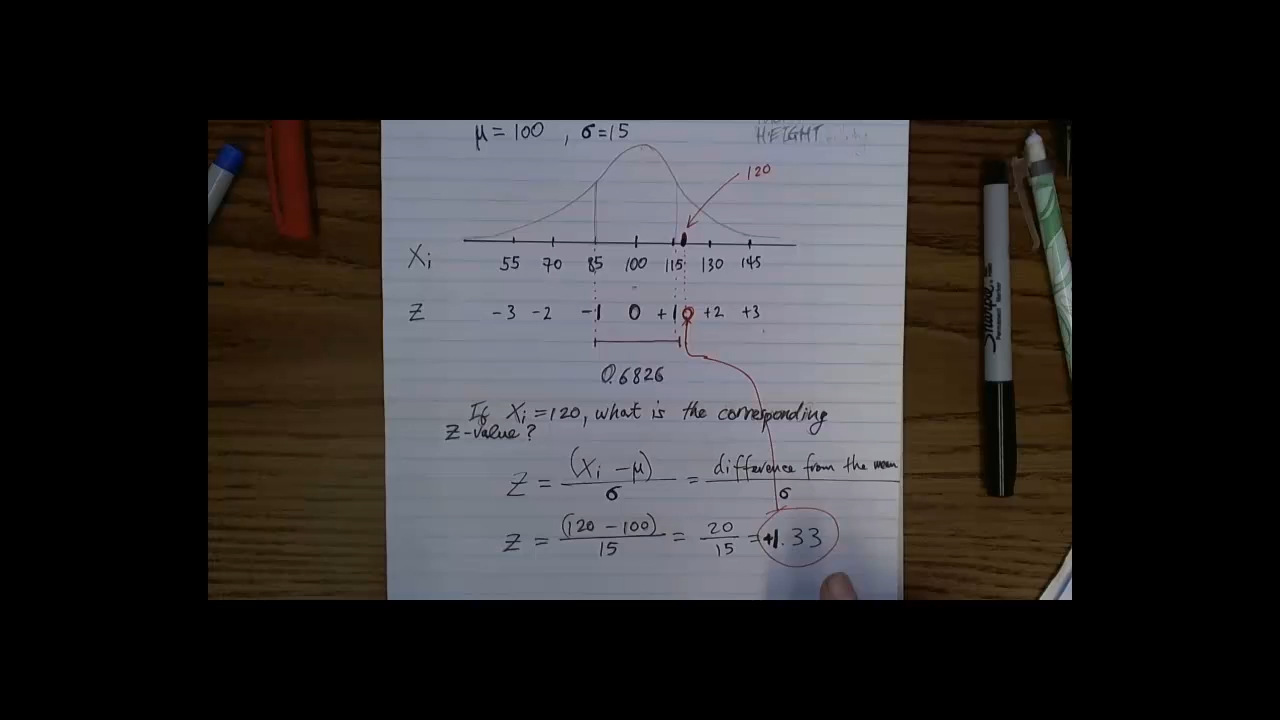 μ = 100 , σ = 15
HEIGHT
120
Xi 55 70 85 100 115 130 145
Z -3 -2 -1 0 +1 +2 +3
0.6826
If Xi = 120, what is the corresponding
Z-value?
Z = (Xi - μ) / σ = difference from the mean / σ
Z = (120 - 100) / 15 = 20 / 15 = +1.33
Sharpie